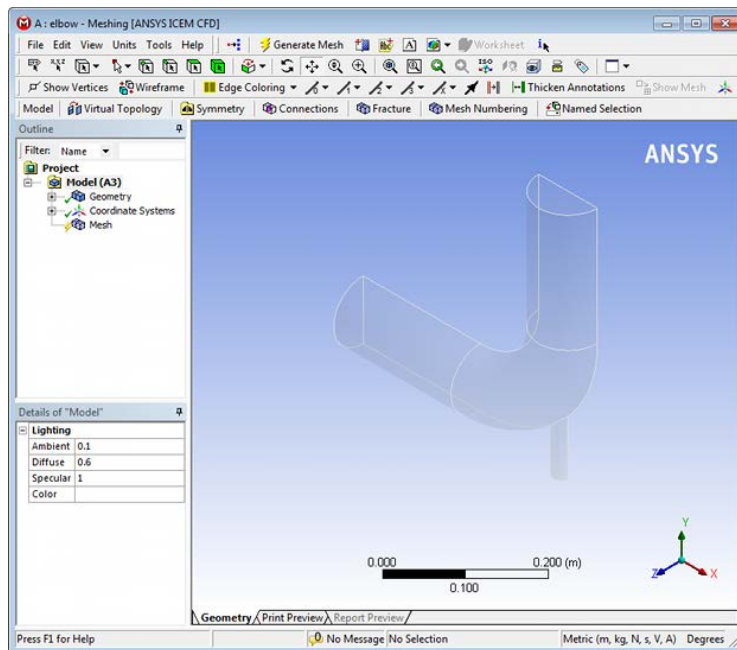 A : elbow - Meshing [ANSYS ICEM CFD]
File Edit View Units Tools Help Generate Mesh A Worksheet i
ISO
Show Vertices Wireframe Edge Coloring Thicken Annotations Show Mesh
Model Virtual Topology Symmetry Connections Fracture Mesh Numbering Named Selection
Outline
Filter: Name
Project
Model (A3)
Geometry
Coordinate Systems
Mesh
ANSYS
Details of "Model"
Lighting
Ambient 0.1
Diffuse 0.6
Specular 1
Color
0.000 0.200 (m)
0.100
Y
Z X
Geometry Print Preview Report Preview
Press F1 for Help 0 No Message No Selection Metric (m, kg, N, s, V, A) Degrees